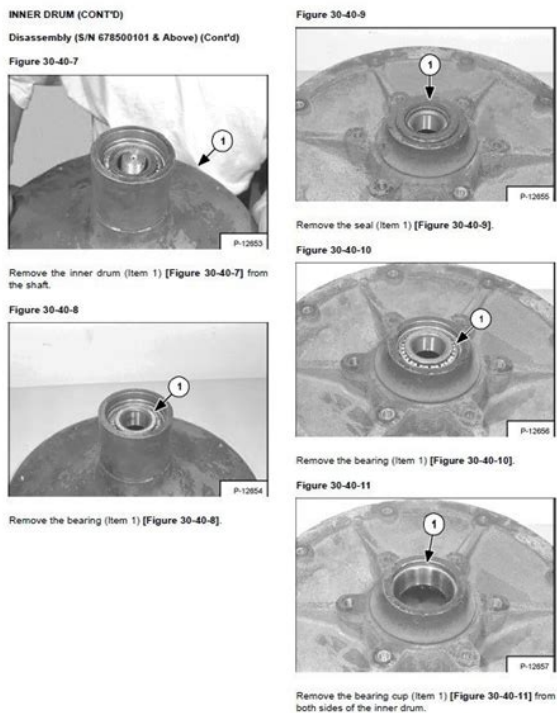 INNER DRUM (CONT'D)
Disassembly (S/N 678500101 & Above) (Cont'd)
Figure 30-40-7
1
P-12653
Remove the inner drum (Item 1) [Figure 30-40-7] from
the shaft.
Figure 30-40-8
1
P-12654
Remove the bearing (Item 1) [Figure 30-40-8].
Figure 30-40-9
1
P-12655
Remove the seal (Item 1) [Figure 30-40-9].
Figure 30-40-10
1
P-12656
Remove the bearing (Item 1) [Figure 30-40-10].
Figure 30-40-11
1
P-12657
Remove the bearing cup (Item 1) [Figure 30-40-11] from
both sides of the inner drum.